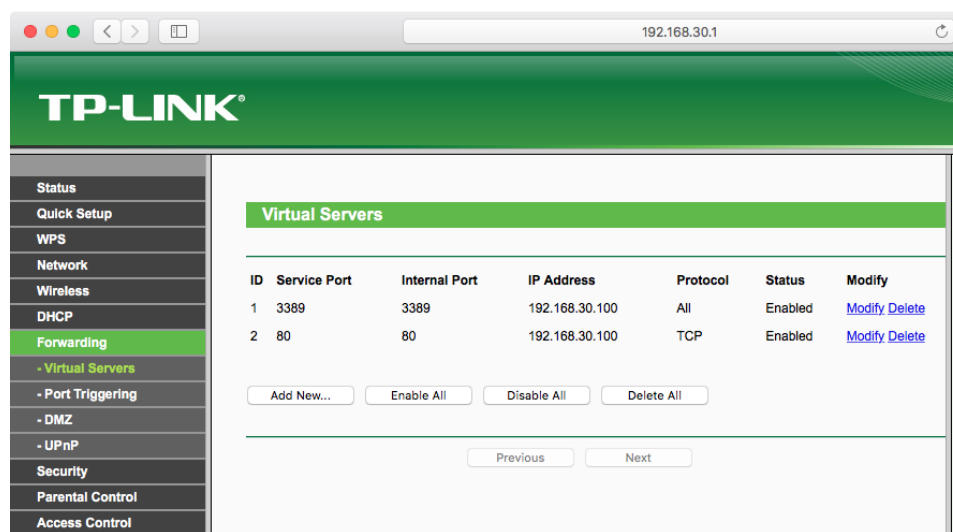 192.168.30.1
TP-LINK®
Status
Quick Setup
WPS
Network
Wireless
DHCP
Forwarding
- Virtual Servers
- Port Triggering
- DMZ
- UPnP
Security
Parental Control
Access Control
Virtual Servers
ID Service Port Internal Port IP Address Protocol Status Modify
1 3389 3389 192.168.30.100 All Enabled Modify Delete
2 80 80 192.168.30.100 TCP Enabled Modify Delete
Add New... Enable All Disable All Delete All
Previous Next